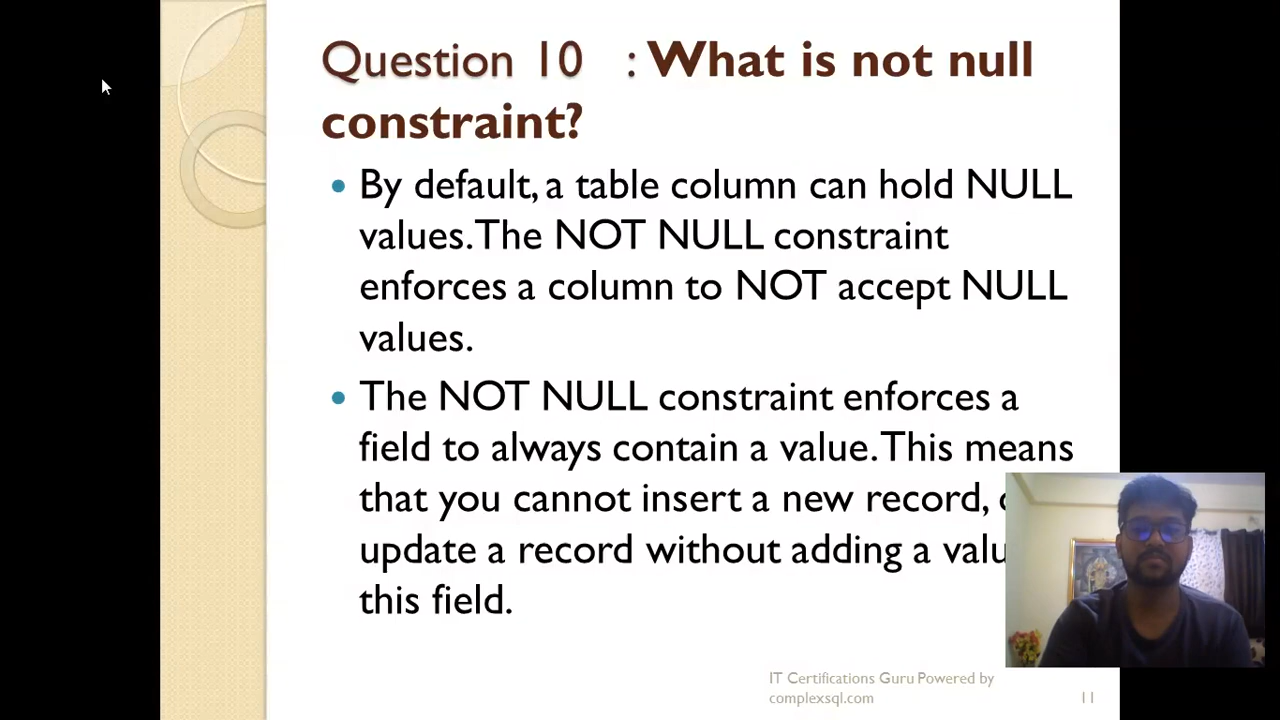 Question 10 : What is not null
constraint?
• By default, a table column can hold NULL
values. The NOT NULL constraint
enforces a column to NOT accept NULL
values.
• The NOT NULL constraint enforces a
field to always contain a value. This means
that you cannot insert a new record,
update a record without adding a
this field.
IT Certifications Guru Powered by
complexsql.com
11